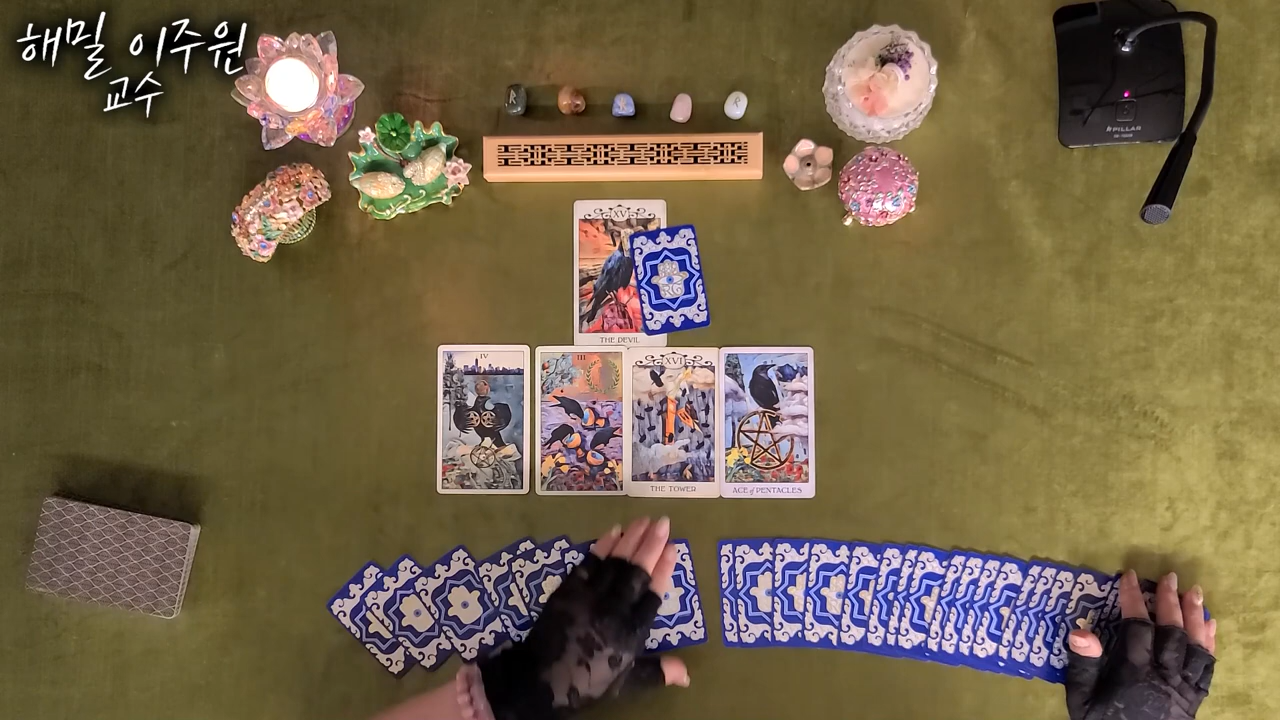 해밀 이주원
교수
PILLAR
XV
THE DEVIL
IV
III
XVI
THE TOWER
ACE of PENTACLES